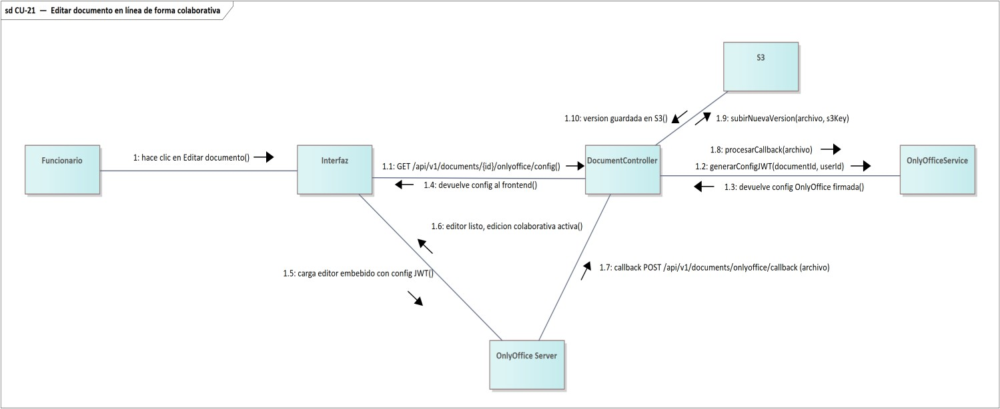 sd CU-21 — Editar documento en línea de forma colaborativa
S3
1.10: version guardada en S3()
1.9: subirNuevaVersion(archivo, s3Key)
1.8: procesarCallback(archivo)
Funcionario
1: hace clic en Editar documento()
Interfaz
1.1: GET /api/v1/documents/{id}/onlyoffice/config()
DocumentController
1.2: generarConfigJWT(documentId, userId)
OnlyOfficeService
1.4: devuelve config al frontend()
1.3: devuelve config OnlyOffice firmada()
1.6: editor listo, edicion colaborativa activa()
1.5: carga editor embebido con config JWT()
1.7: callback POST /api/v1/documents/onlyoffice/callback (archivo)
OnlyOffice Server